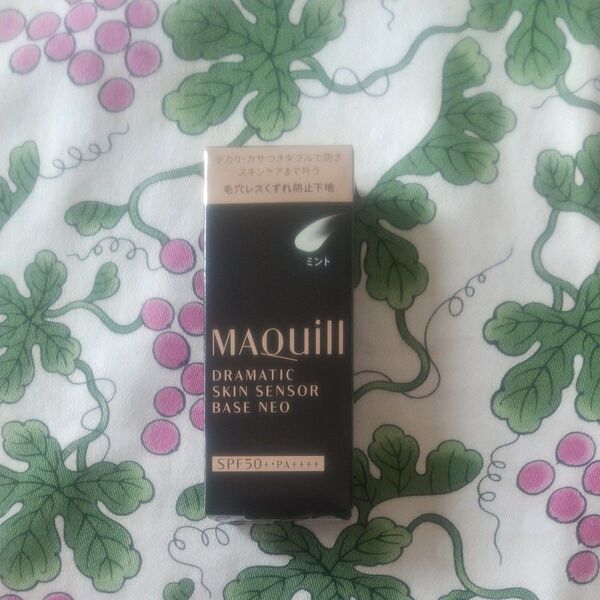 テカリ・カサつきダブルで防ぎ
スキンケアまで叶う
毛穴レスくずれ防止下地
ミント
MAQuill
DRAMATIC
SKIN SENSOR
BASE NEO
SPF50+・PA++++